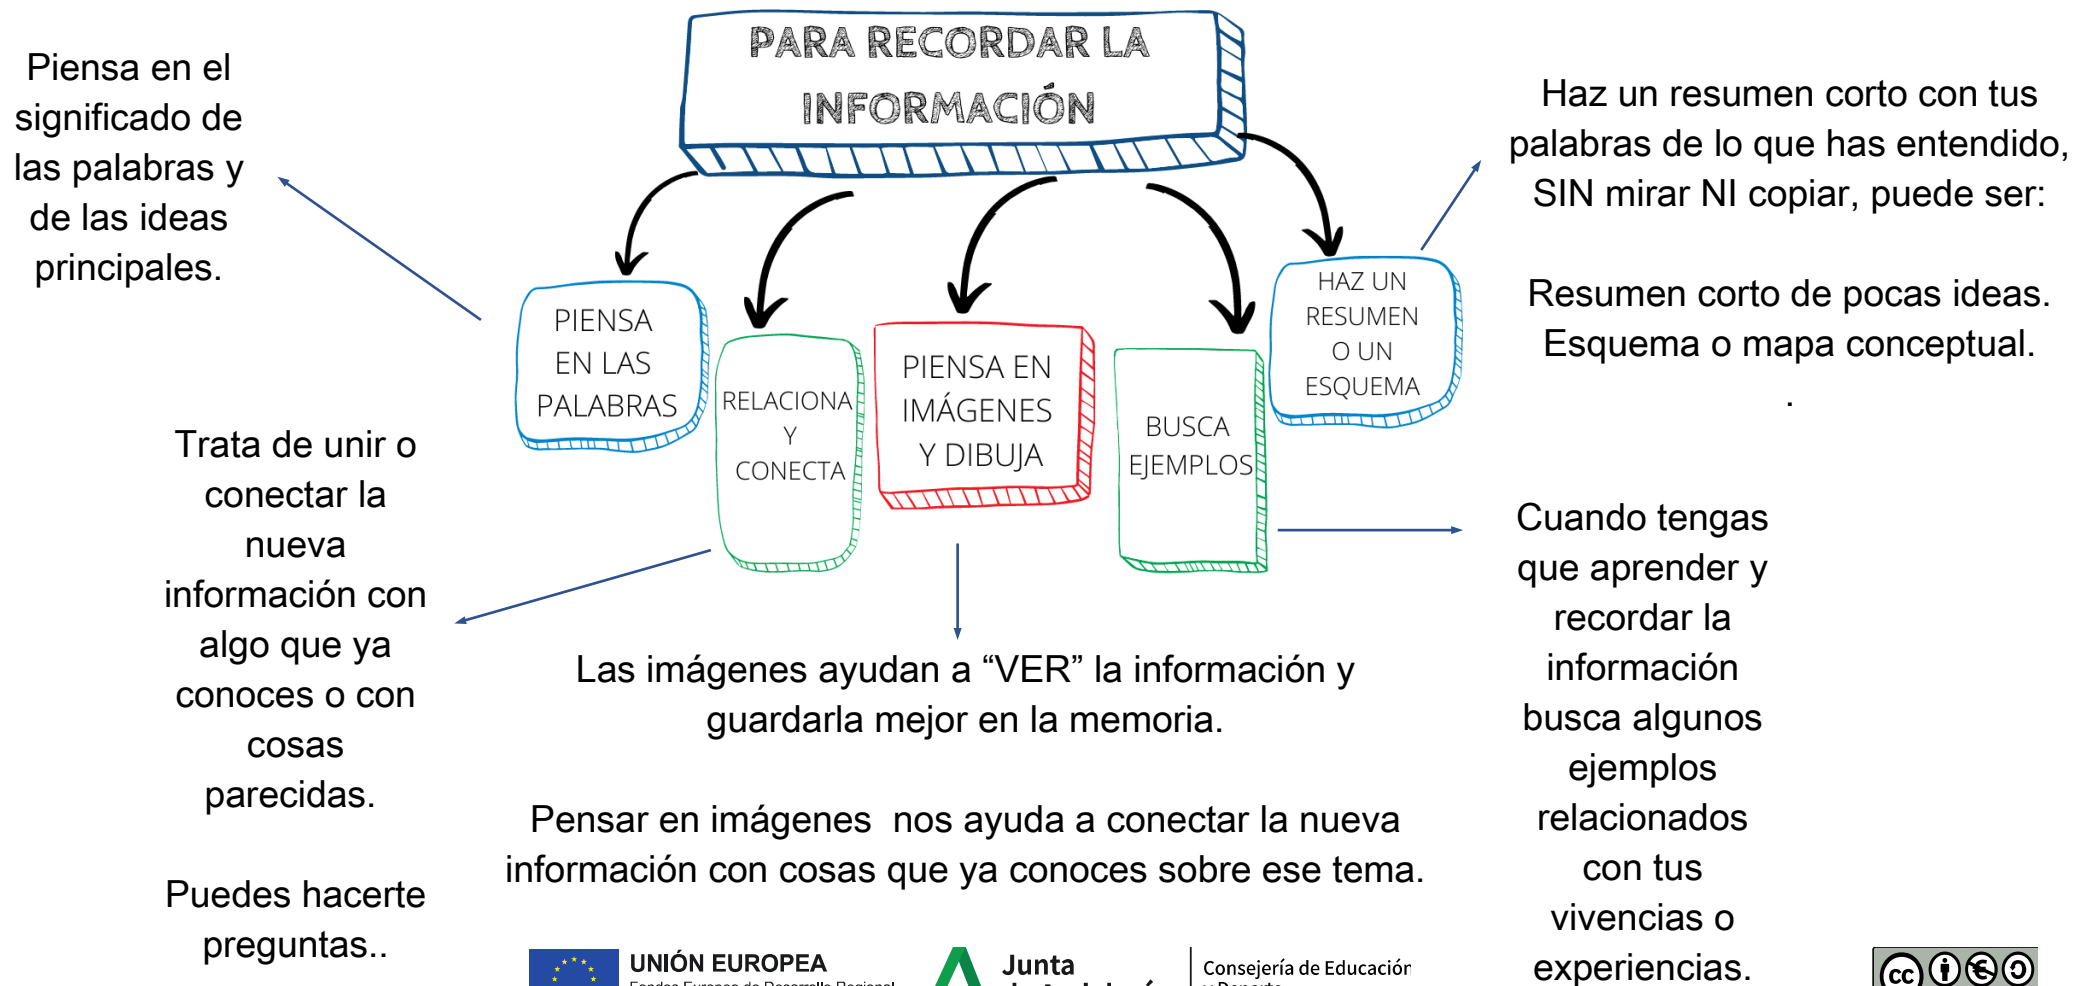 PARA RECORDAR LA
INFORMACIÓN
Piensa en el
significado de
las palabras y
de las ideas
principales.
Haz un resumen corto con tus
palabras de lo que has entendido,
SIN mirar NI copiar, puede ser:
Resumen corto de pocas ideas.
Esquema o mapa conceptual.
.
PIENSA
EN LAS
PALABRAS
RELACIONA
Y
CONECTA
PIENSA EN
IMÁGENES
Y DIBUJA
BUSCA
EJEMPLOS
HAZ UN
RESUMEN
O UN
ESQUEMA
Trata de unir o
conectar la
nueva
información con
algo que ya
conoces o con
cosas
parecidas.
Puedes hacerte
preguntas..
Las imágenes ayudan a “VER” la información y
guardarla mejor en la memoria.
Pensar en imágenes  nos ayuda a conectar la nueva
información con cosas que ya conoces sobre ese tema.
Cuando tengas
que aprender y
recordar la
información
busca algunos
ejemplos
relacionados
con tus
vivencias o
experiencias.
UNIÓN EUROPEA
Junta
Consejería de Educación
cc